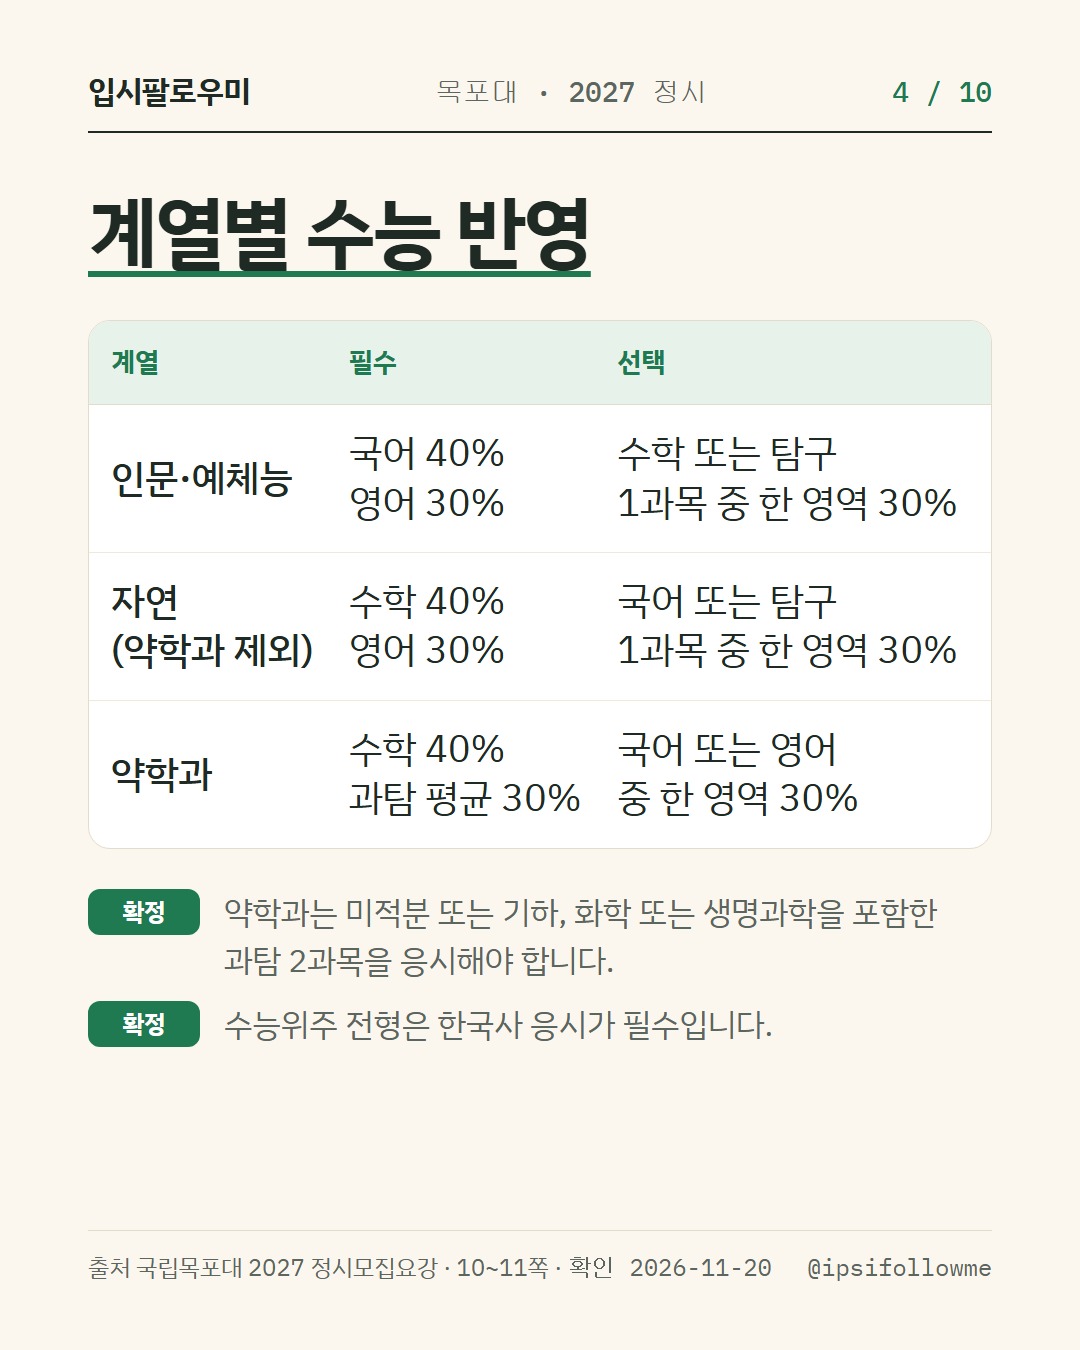 입시팔로우미
목포대 · 2027 정시
4 / 10
계열별 수능 반영
계열 필수 선택
인문·예체능
국어 40%
영어 30%
수학 또는 탐구
1과목 중 한 영역 30%
자연
(약학과 제외)
수학 40%
영어 30%
국어 또는 탐구
1과목 중 한 영역 30%
약학과
수학 40%
과탐 평균 30%
국어 또는 영어
중 한 영역 30%
확정 약학과는 미적분 또는 기하, 화학 또는 생명과학을 포함한
과탐 2과목을 응시해야 합니다.
확정 수능위주 전형은 한국사 응시가 필수입니다.
출처 국립목포대 2027 정시모집요강 · 10~11쪽 · 확인 2026-11-20 @ipsifollowme